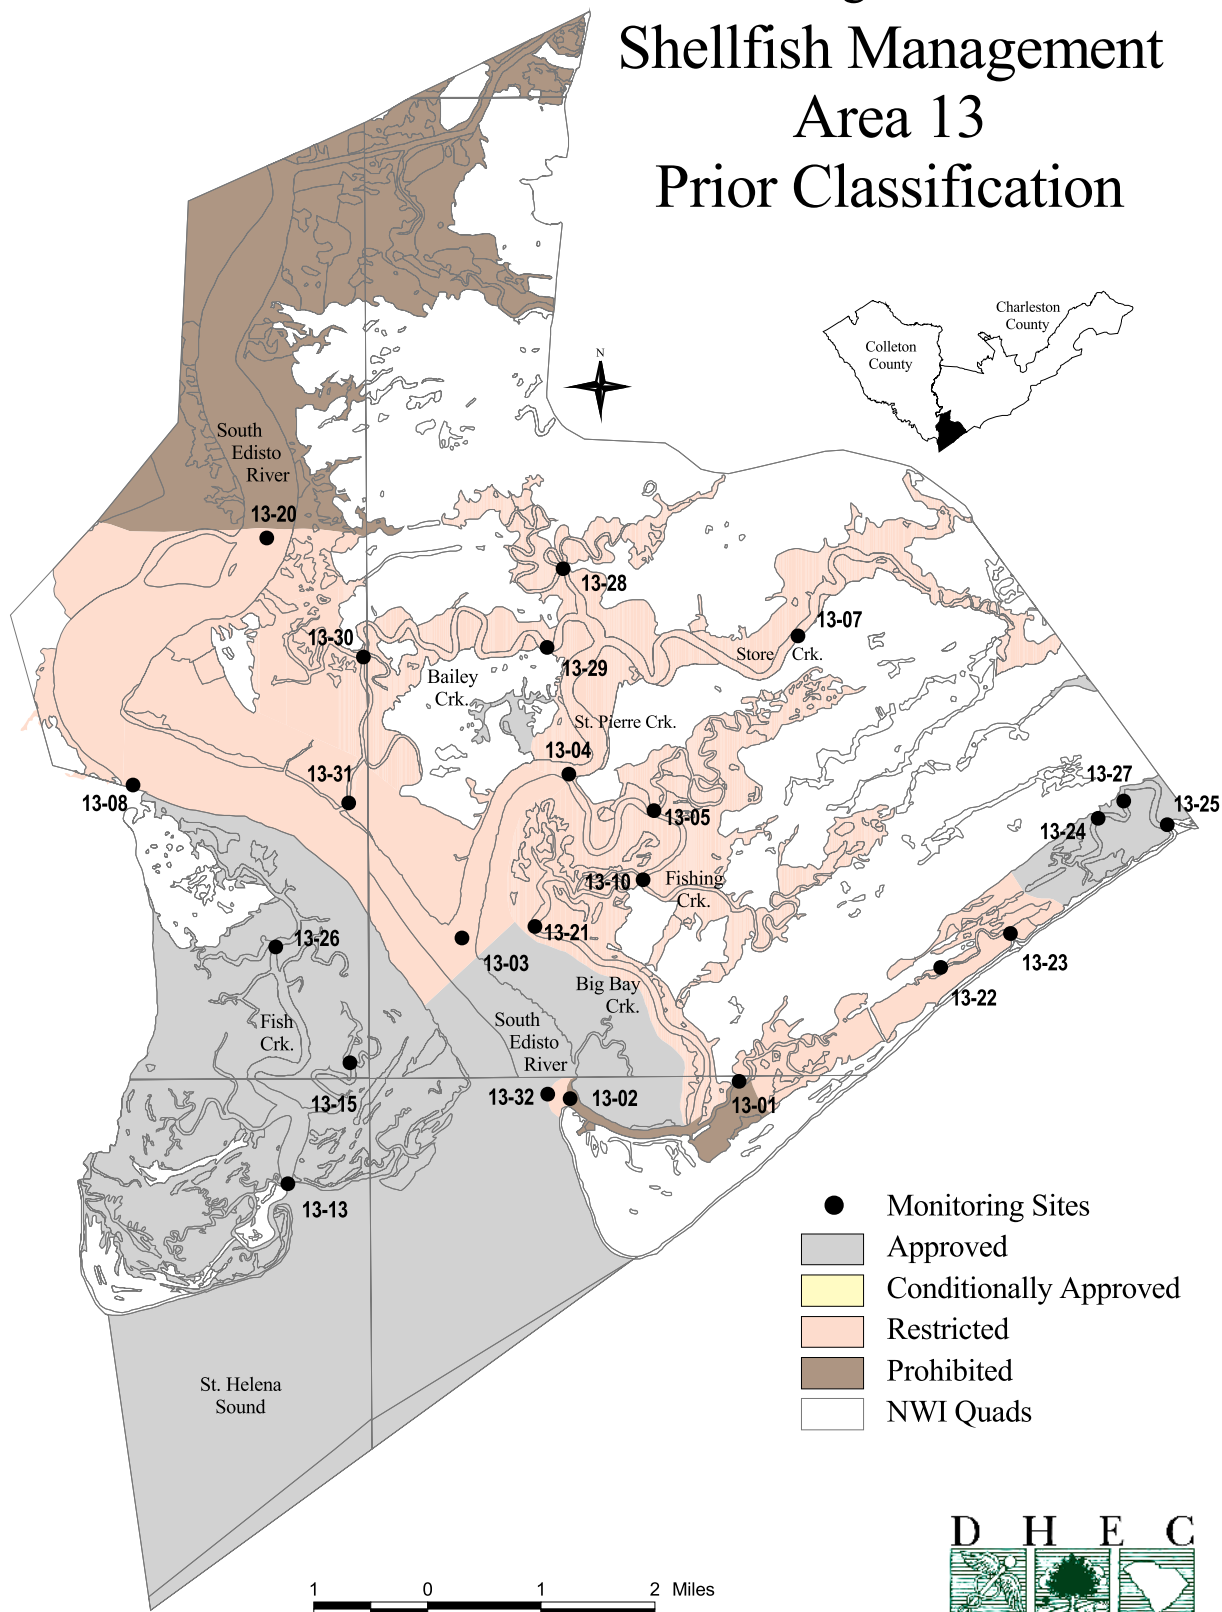 Shellfish Management
Area 13
Prior Classification
Charleston
County
Colleton
County
N
South
Edisto
River
13-20
13-28
13-07
13-30
13-29
Store Crk.
Bailey
Crk.
St. Pierre Crk.
13-04
13-31
13-27
13-08
13-25
13-05
13-24
13-10
Fishing
Crk.
13-21
13-26
13-03
13-23
Big Bay
Crk.
13-22
Fish
Crk.
South
Edisto
River
13-32
13-02
13-15
13-01
13-13
Monitoring Sites
Approved
Conditionally Approved
Restricted
Prohibited
NWI Quads
St. Helena
Sound
D H E C
1 0 1 2 Miles